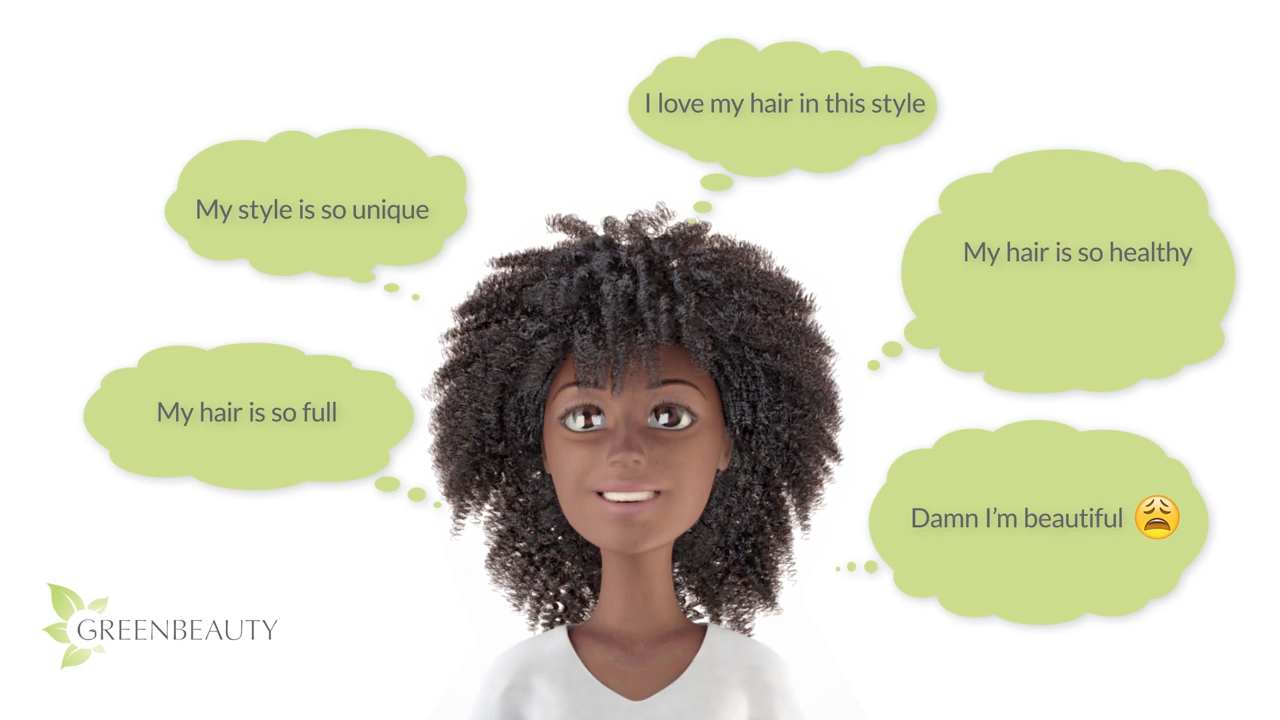 I love my hair in this style
My style is so unique
My hair is so healthy
My hair is so full
Damn I'm beautiful 😩
GREENBEAUTY